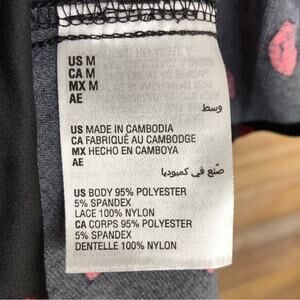 US M
CA M
MX M
AE
وسط
US MADE IN CAMBODIA
CA FABRIQUÉ AU CAMBODGE
MX HECHO EN CAMBOYA
AE
صنع في كمبوديا
US BODY 95% POLYESTER
5% SPANDEX
LACE 100% NYLON
CA CORPS 95% POLYESTER
5% SPANDEX
DENTELLE 100% NYLON